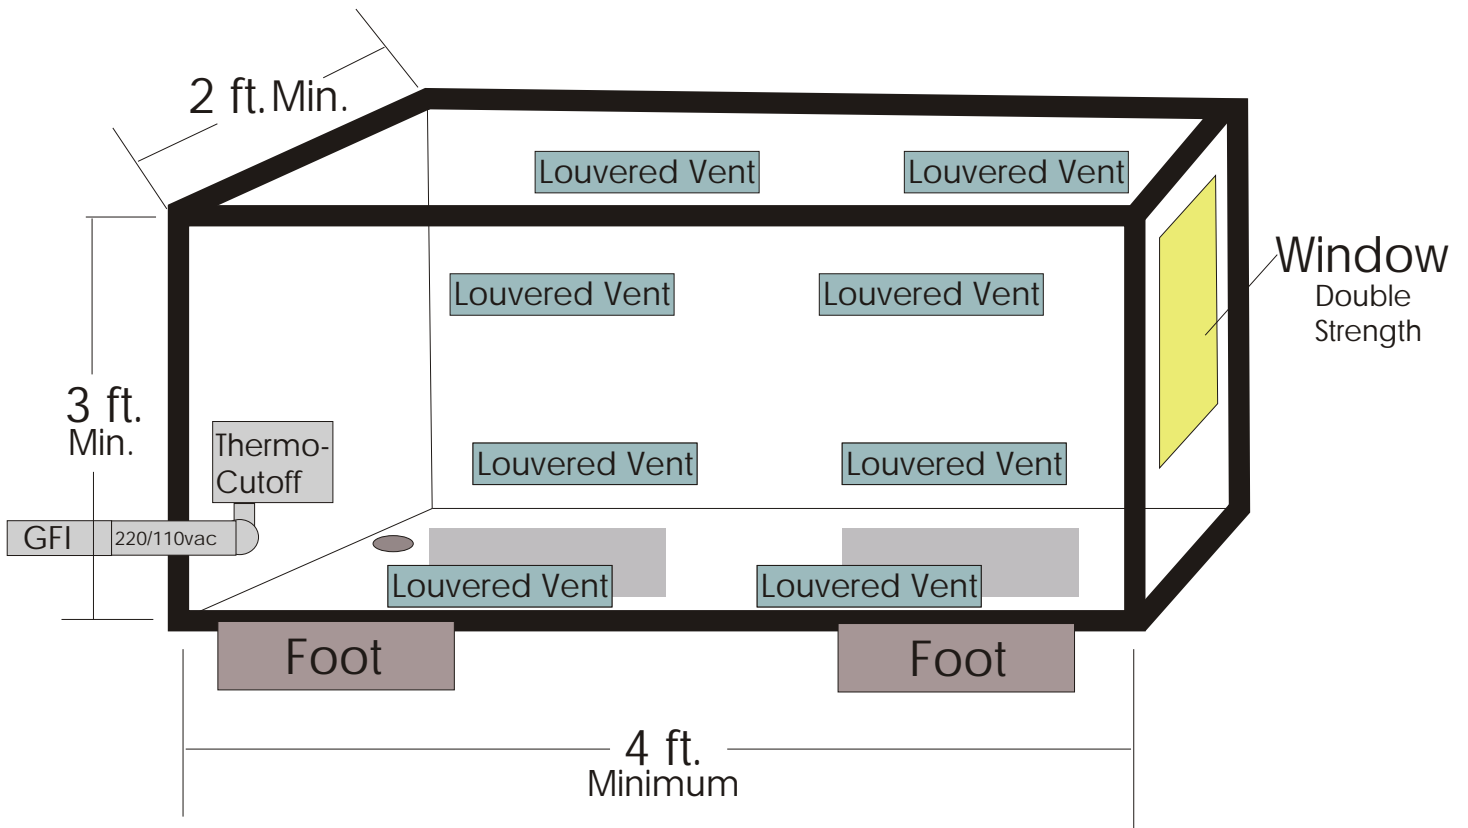 2 ft. Min.
Louvered Vent
Louvered Vent
Window
Double
Strength
Louvered Vent
Louvered Vent
3 ft.
Min.
Thermo-
Cutoff
Louvered Vent
Louvered Vent
GFI
220/110vac
Louvered Vent
Louvered Vent
Foot
Foot
4 ft.
Minimum